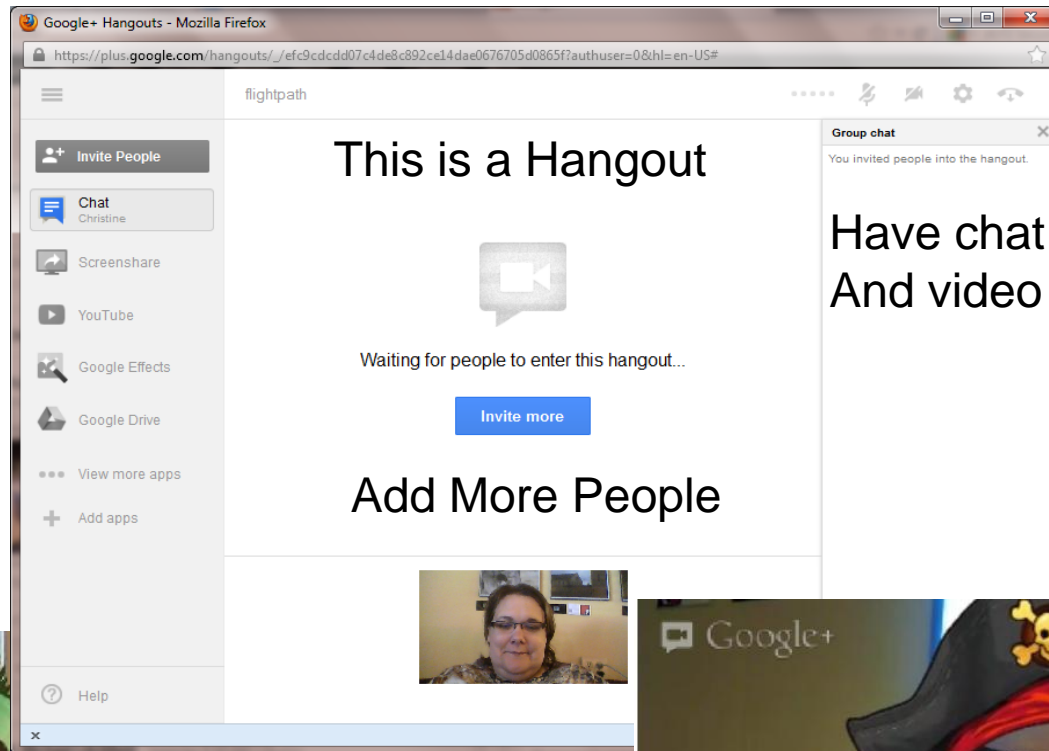 Google+ Hangouts - Mozilla Firefox
https://plus.google.com/hangouts/_/efc9cdcdd07c4de8c892ce14dae0676705d0865f?authuser=0&hl=en-US#
flightpath
Invite People
Chat
Christine
Screenshare
YouTube
Google Effects
Google Drive
View more apps
Add apps
Help
x
This is a Hangout
Waiting for people to enter this hangout...
Invite more
Add More People
Group chat
You invited people into the hangout.
Have chat
And video
Google+